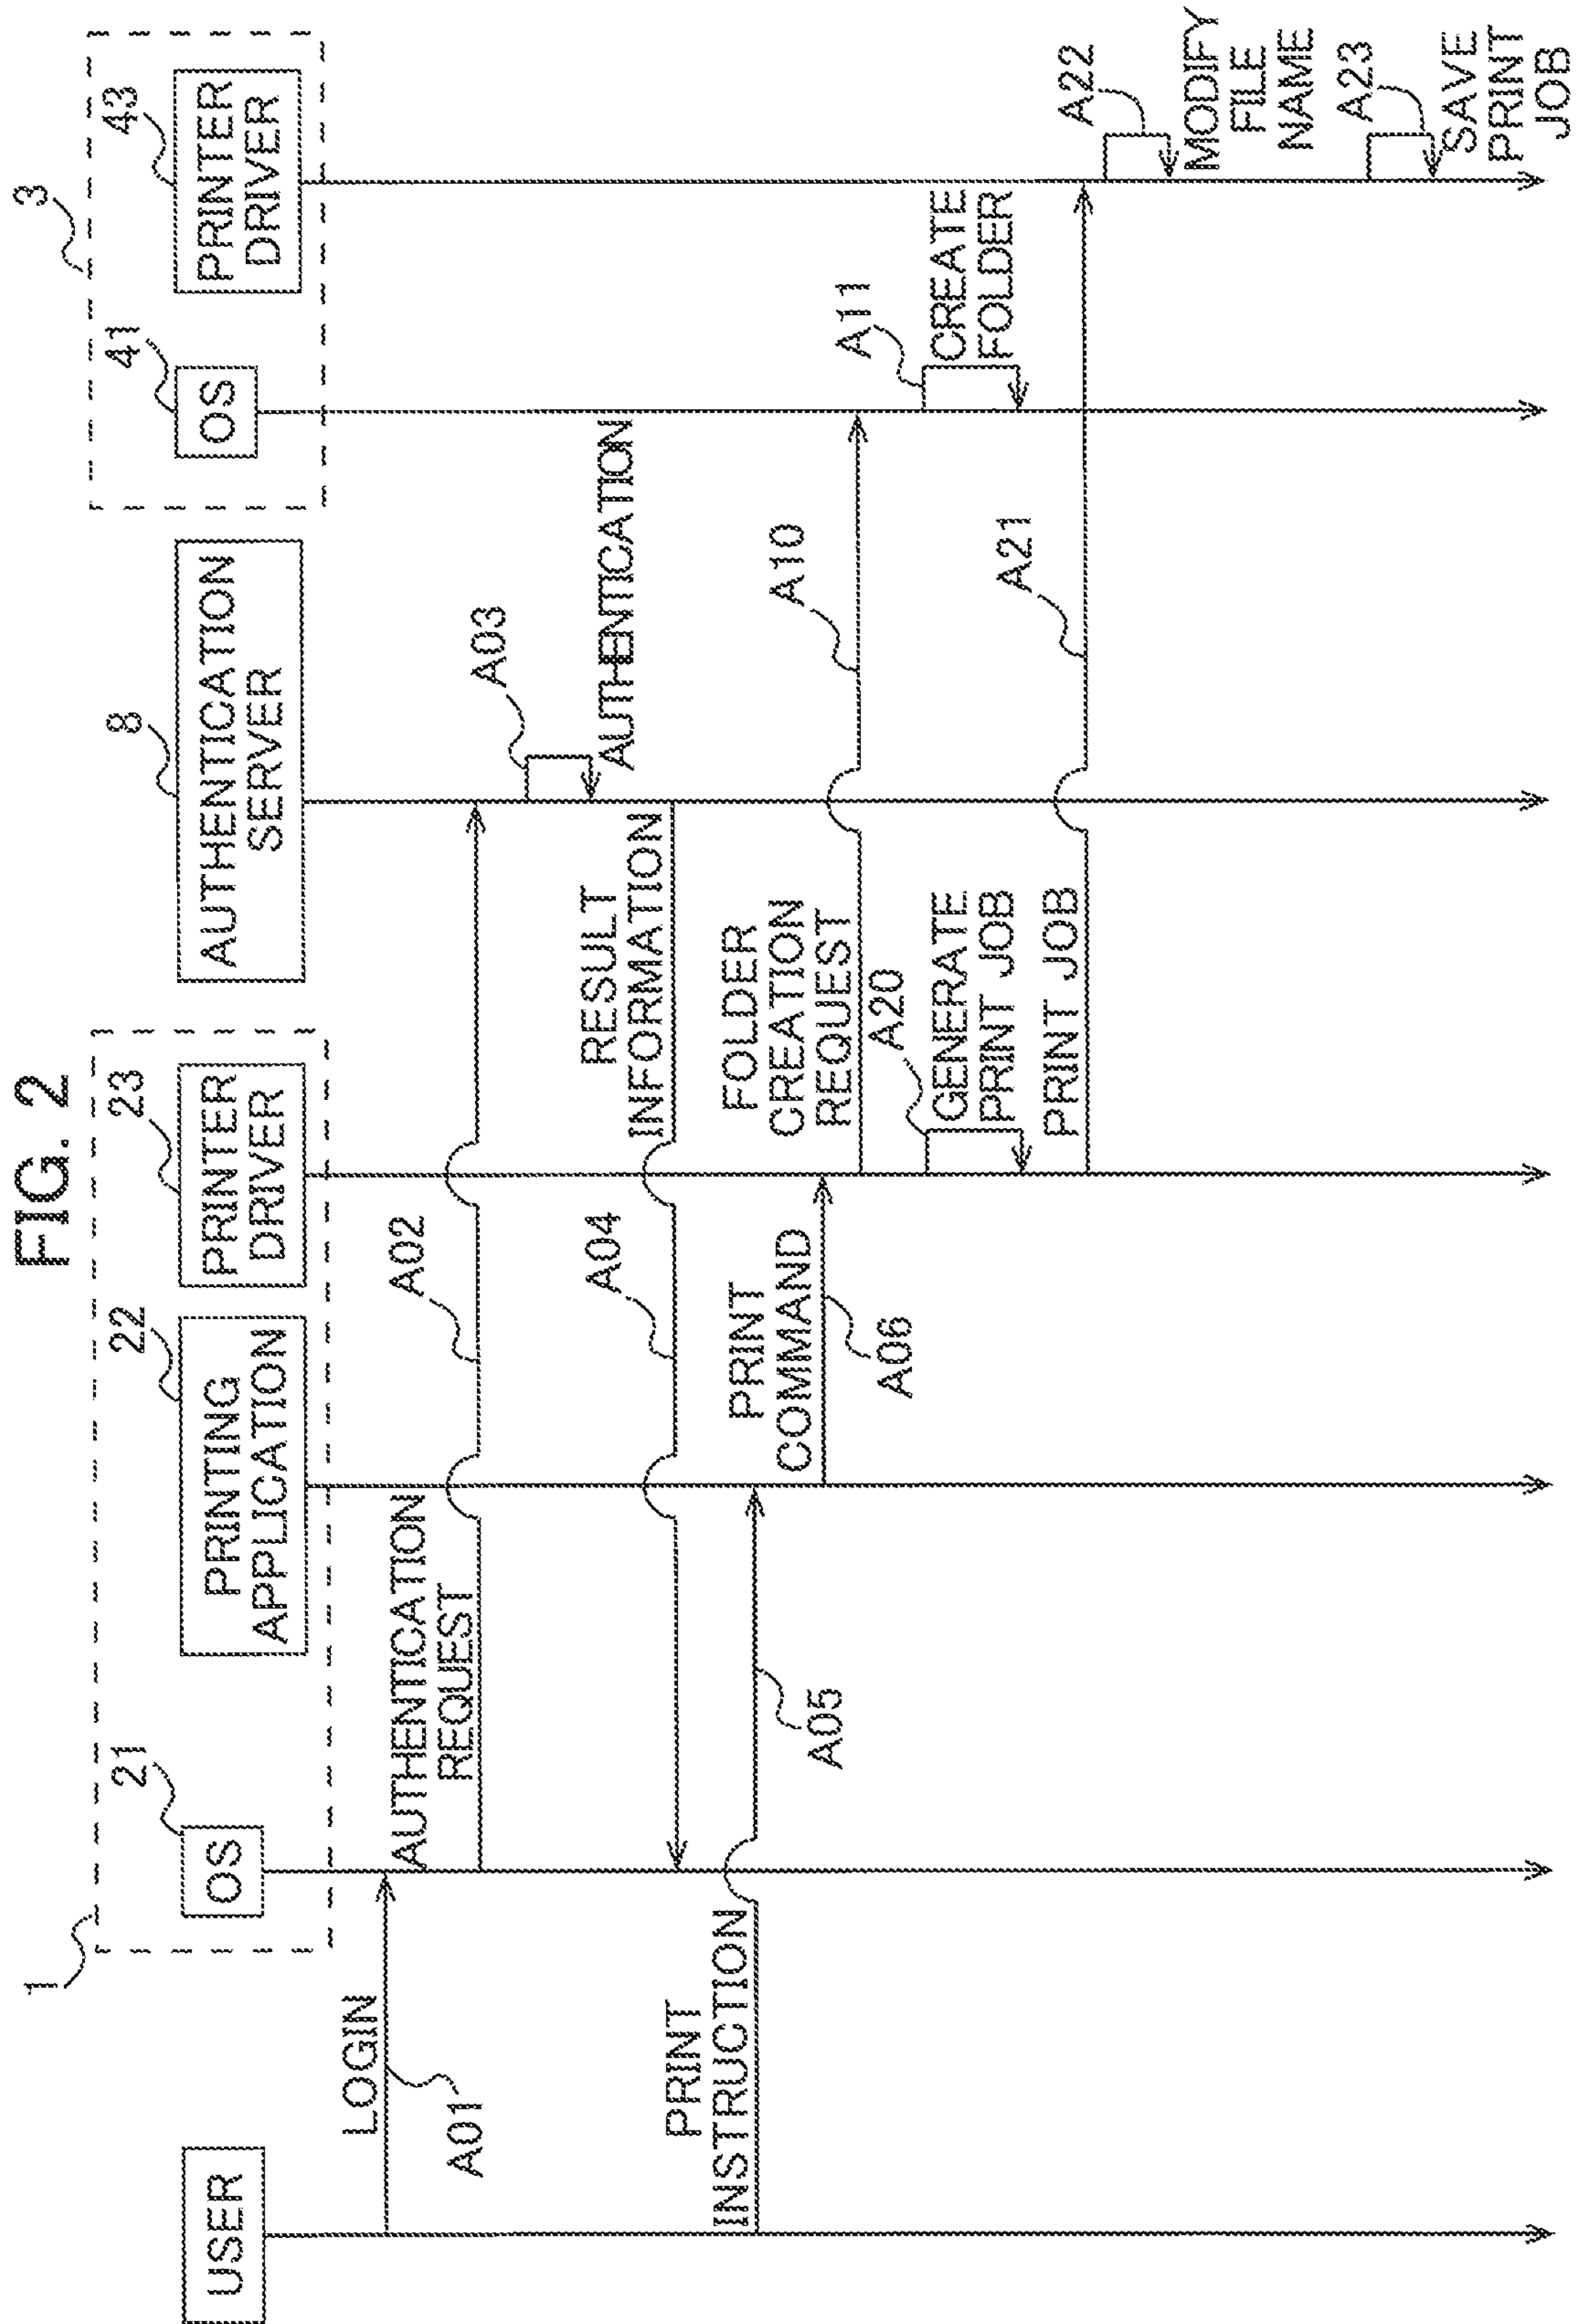 FIG. 2
1
3
21
22
23
8
41
43
USER
OS
PRINTING
APPLICATION
PRINTER
DRIVER
AUTHENTICATION
SERVER
OS
PRINTER
DRIVER
LOGIN
A01
AUTHENTICATION
REQUEST
A02
A03
AUTHENTICATION
RESULT
INFORMATION
A04
PRINT
INSTRUCTION
A05
PRINT
COMMAND
A06
FOLDER
CREATION
REQUEST
A10
A11
CREATE
FOLDER
A20
GENERATE
PRINT JOB
PRINT JOB
A21
A22
MODIFY
FILE
NAME
A23
SAVE
PRINT
JOB